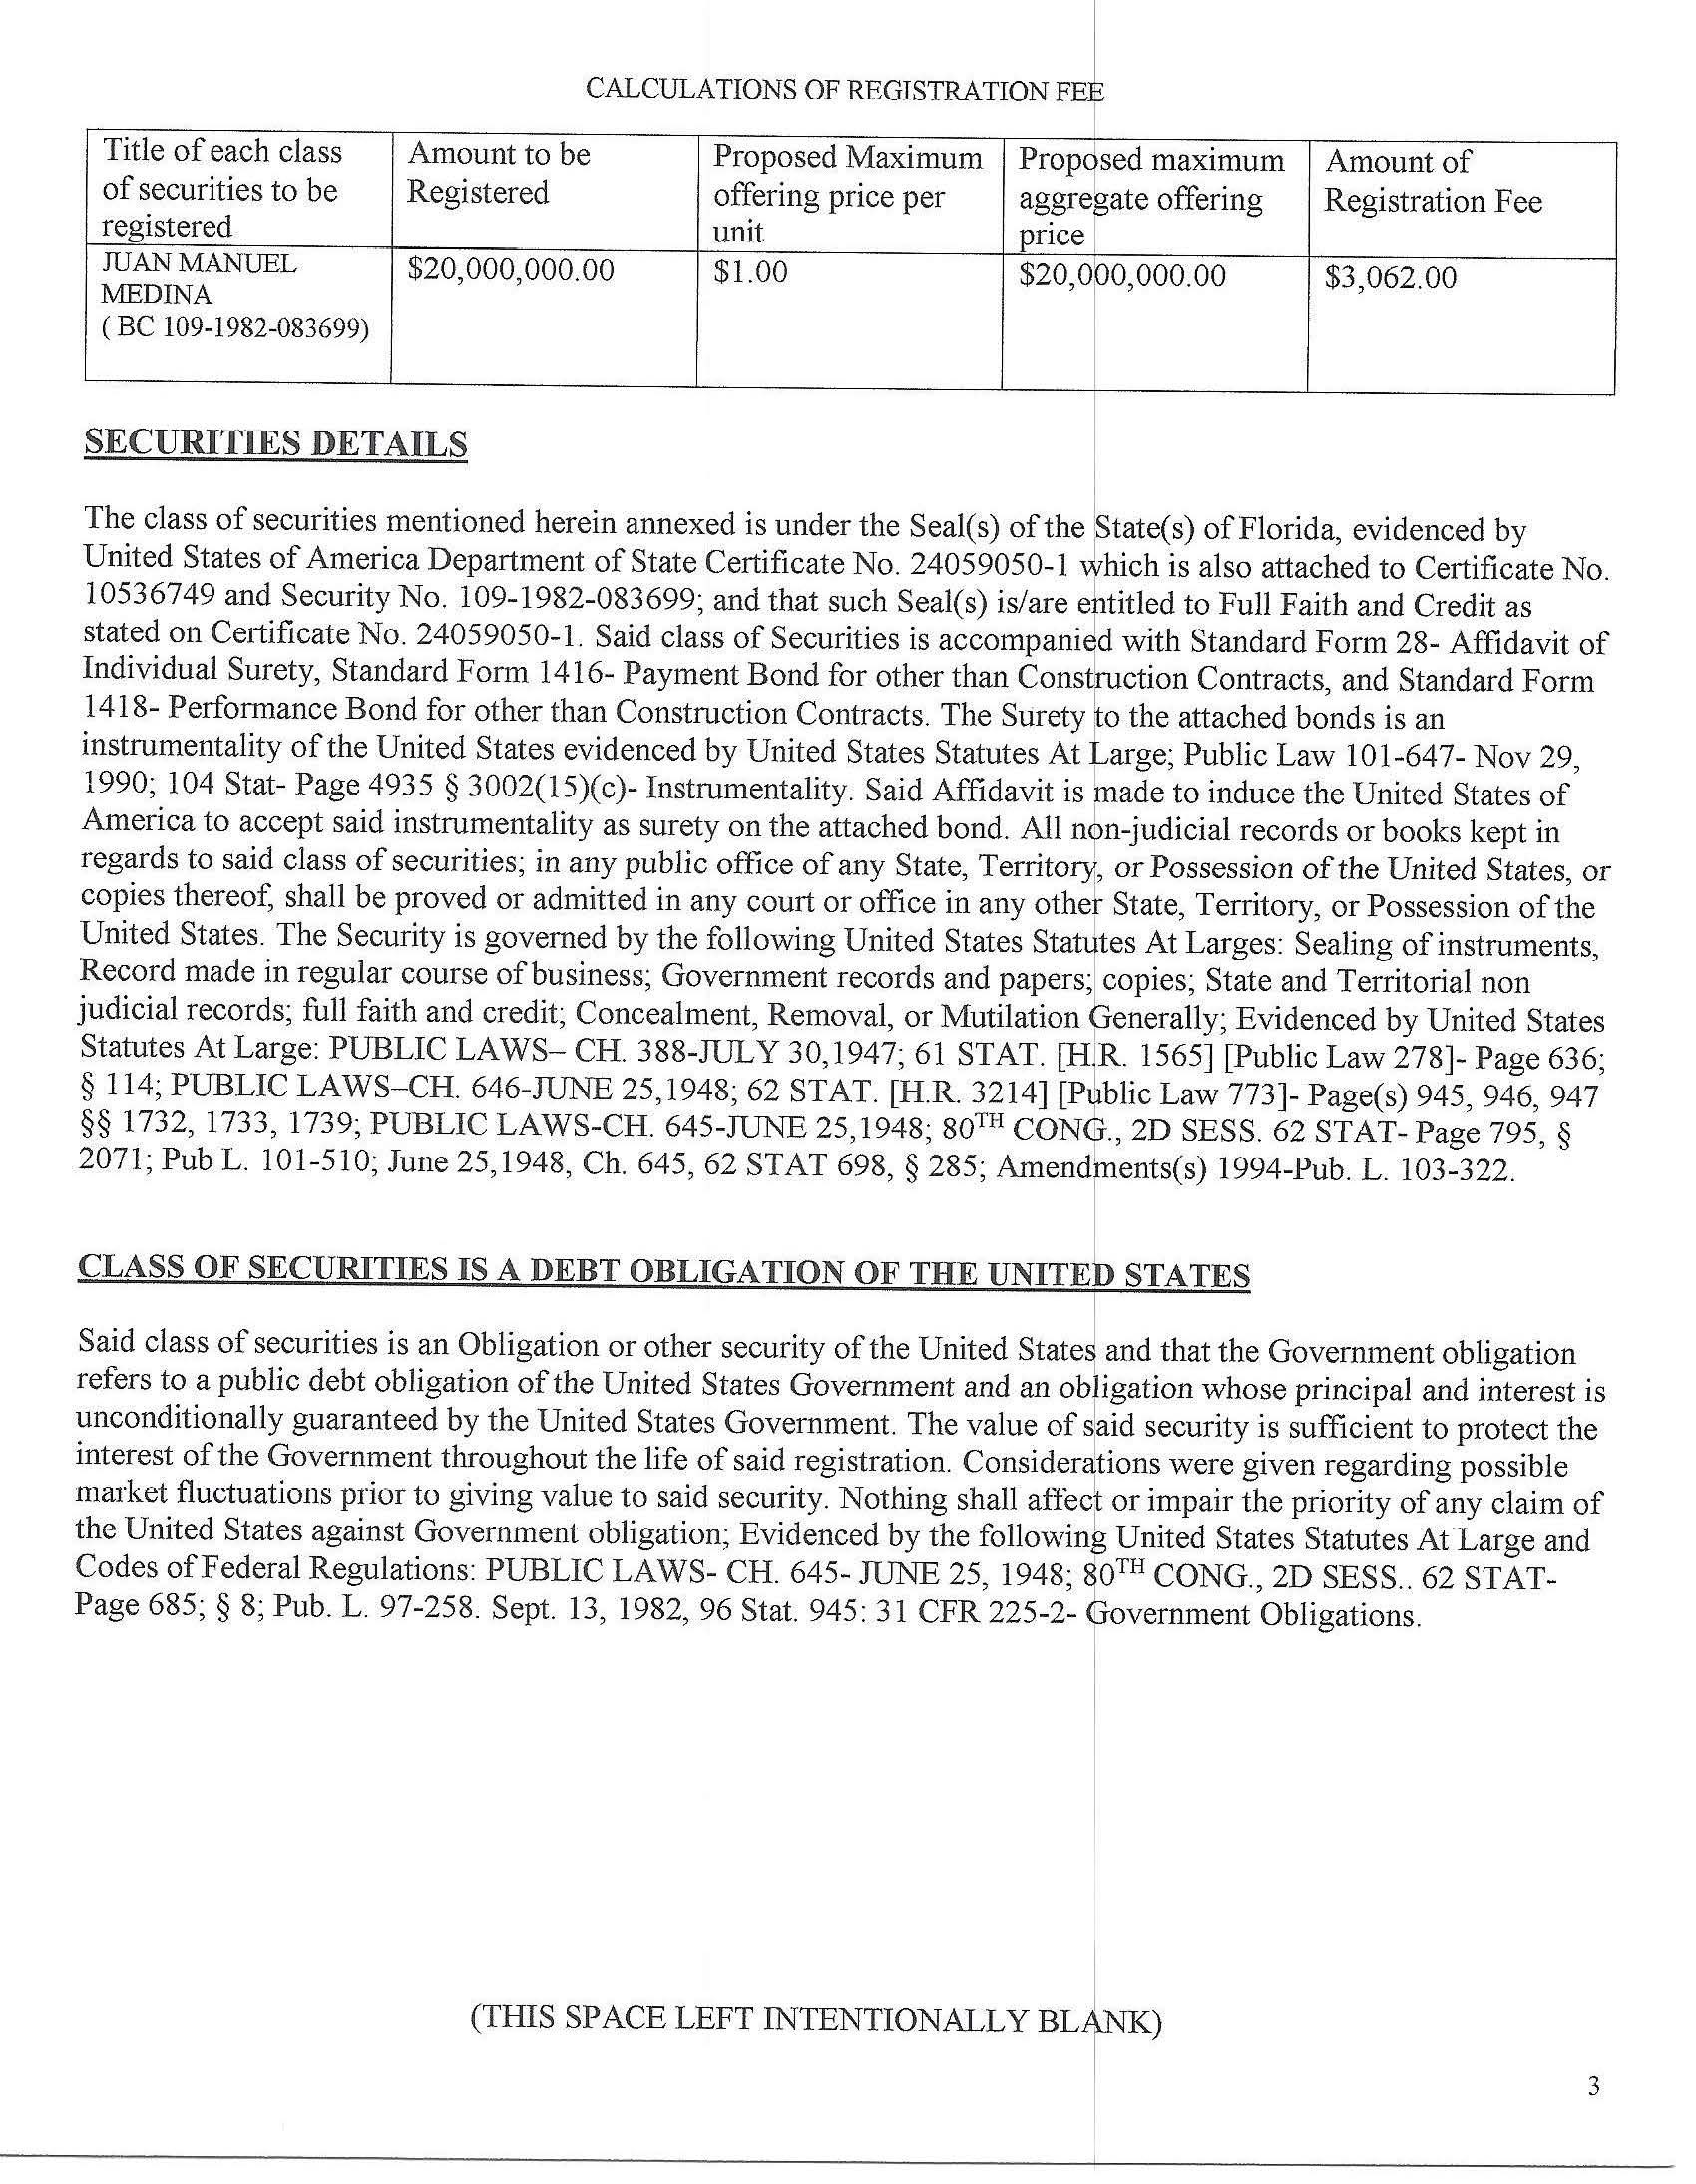 CALCULATIONS OF REGISTRATION FEE
Title of each class of securities to be registered
Amount to be Registered
Proposed Maximum offering price per unit
Proposed maximum aggregate offering price
Amount of Registration Fee
JUAN MANUEL MEDINA ( BC 109-1982-083699)
$20,000,000.00
$1.00
$20,000,000.00
$3,062.00
SECURITIES DETAILS
The class of securities mentioned herein annexed is under the Seal(s) of the State(s) of Florida, evidenced by
United States of America Department of State Certificate No. 24059050-1 which is also attached to Certificate No.
10536749 and Security No. 109-1982-083699; and that such Seal(s) is/are entitled to Full Faith and Credit as
stated on Certificate No. 24059050-1. Said class of Securities is accompanied with Standard Form 28- Affidavit of
Individual Surety, Standard Form 1416- Payment Bond for other than Construction Contracts, and Standard Form
1418- Performance Bond for other than Construction Contracts. The Surety to the attached bonds is an
instrumentality of the United States evidenced by United States Statutes At Large; Public Law 101-647- Nov 29,
1990; 104 Stat- Page 4935 § 3002(15)(c)- Instrumentality. Said Affidavit is made to induce the United States of
America to accept said instrumentality as surety on the attached bond. All non-judicial records or books kept in
regards to said class of securities; in any public office of any State, Territory, or Possession of the United States, or
copies thereof, shall be proved or admitted in any court or office in any other State, Territory, or Possession of the
United States. The Security is governed by the following United States Statutes At Larges: Sealing of instruments,
Record made in regular course of business; Government records and papers; copies; State and Territorial non
judicial records; full faith and credit; Concealment, Removal, or Mutilation Generally; Evidenced by United States
Statutes At Large: PUBLIC LAWS– CH. 388-JULY 30,1947; 61 STAT. [H.R. 1565] [Public Law 278]- Page 636;
§ 114; PUBLIC LAWS–CH. 646-JUNE 25,1948; 62 STAT. [H.R. 3214] [Public Law 773]- Page(s) 945, 946, 947
§§ 1732, 1733, 1739; PUBLIC LAWS-CH. 645-JUNE 25,1948; 80TH CONG., 2D SESS. 62 STAT- Page 795, §
2071; Pub L. 101-510; June 25,1948, Ch. 645, 62 STAT 698, § 285; Amendments(s) 1994-Pub. L. 103-322.
CLASS OF SECURITIES IS A DEBT OBLIGATION OF THE UNITED STATES
Said class of securities is an Obligation or other security of the United States and that the Government obligation
refers to a public debt obligation of the United States Government and an obligation whose principal and interest is
unconditionally guaranteed by the United States Government. The value of said security is sufficient to protect the
interest of the Government throughout the life of said registration. Considerations were given regarding possible
market fluctuations prior to giving value to said security. Nothing shall affect or impair the priority of any claim of
the United States against Government obligation; Evidenced by the following United States Statutes At Large and
Codes of Federal Regulations: PUBLIC LAWS- CH. 645- JUNE 25, 1948; 80TH CONG., 2D SESS.. 62 STAT-
Page 685; § 8; Pub. L. 97-258. Sept. 13, 1982, 96 Stat. 945: 31 CFR 225-2- Government Obligations.
(THIS SPACE LEFT INTENTIONALLY BLANK)
3